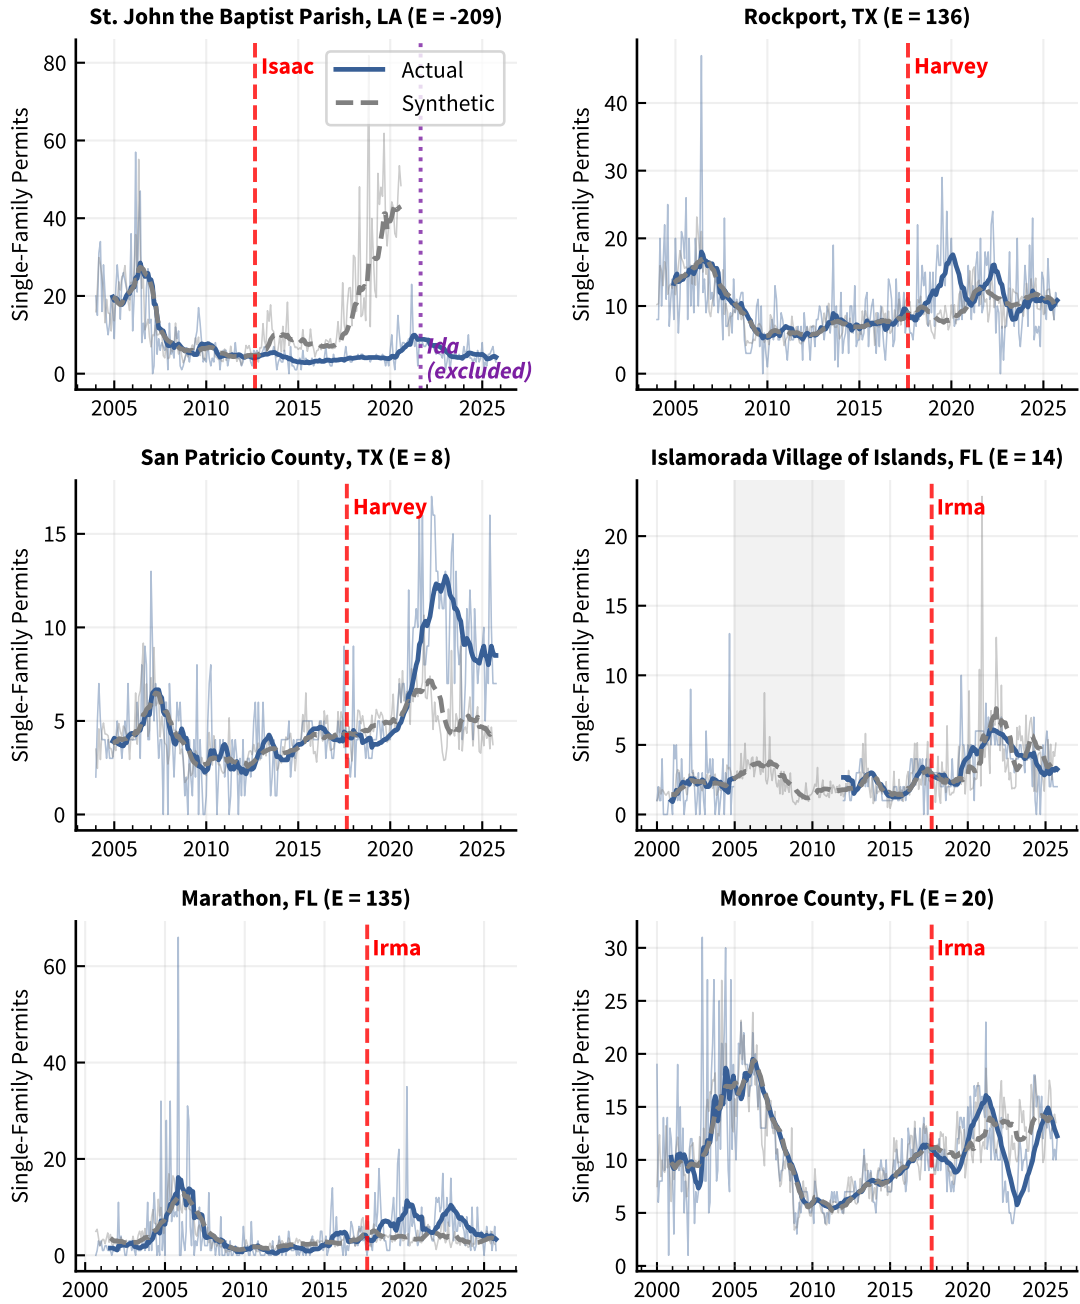 St. John the Baptist Parish, LA (E = -209)
Single-Family Permits
80
60
40
20
0
Isaac
Actual
Synthetic
Ida
(excluded)
2005 2010 2015 2020 2025
Rockport, TX (E = 136)
Single-Family Permits
40
30
20
10
0
Harvey
2005 2010 2015 2020 2025
San Patricio County, TX (E = 8)
Single-Family Permits
15
10
5
0
Harvey
2005 2010 2015 2020 2025
Islamorada Village of Islands, FL (E = 14)
Single-Family Permits
20
15
10
5
0
Irma
2000 2005 2010 2015 2020 2025
Marathon, FL (E = 135)
Single-Family Permits
60
40
20
0
Irma
2000 2005 2010 2015 2020 2025
Monroe County, FL (E = 20)
Single-Family Permits
30
25
20
15
10
5
0
Irma
2000 2005 2010 2015 2020 2025